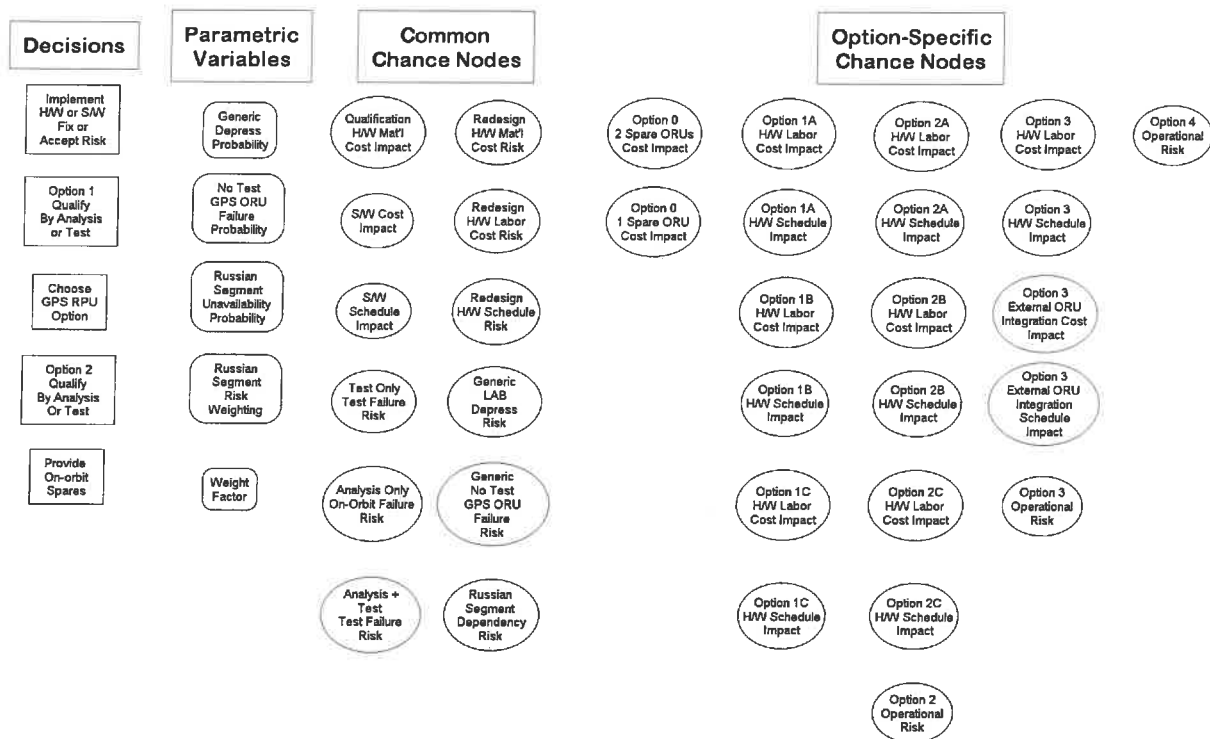 Decisions
Implement
H/W or S/W
Fix or
Accept Risk
Option 1
Qualify
By Analysis
or Test
Choose
GPS RPU
Option
Option 2
Qualify
By Analysis
Or Test
Provide
On-orbit
Spares
Parametric
Variables
Generic
Depress
Probability
No Test
GPS ORU
Failure
Probability
Russian
Segment
Unavailability
Probability
Russian
Segment
Risk
Weighting
Weight
Factor
Common
Chance Nodes
Qualification
H/W Mat'l
Cost Impact
S/W Cost
Impact
S/W
Schedule
Impact
Test Only
Test Failure
Risk
Analysis Only
On-Orbit Failure
Risk
Analysis +
Test
Test Failure
Risk
Redesign
H/W Mat'l
Cost Risk
Redesign
H/W Labor
Cost Risk
Redesign
H/W Schedule
Risk
Generic
LAB
Depress
Risk
Generic
No Test
GPS ORU
Failure
Risk
Russian
Segment
Dependency
Risk
Option-Specific
Chance Nodes
Option 0
2 Spare ORUs
Cost Impact
Option 0
1 Spare ORU
Cost Impact
Option 1A
H/W Labor
Cost Impact
Option 1A
H/W Schedule
Impact
Option 1B
H/W Labor
Cost Impact
Option 1B
H/W Schedule
Impact
Option 1C
H/W Labor
Cost Impact
Option 1C
H/W Schedule
Impact
Option 2A
H/W Labor
Cost Impact
Option 2A
H/W Schedule
Impact
Option 2B
H/W Labor
Cost Impact
Option 2B
H/W Schedule
Impact
Option 2C
H/W Labor
Cost Impact
Option 2C
H/W Schedule
Impact
Option 2
Operational
Risk
Option 3
H/W Labor
Cost Impact
Option 3
H/W Schedule
Impact
Option 3
External ORU
Integration Cost
Impact
Option 3
External ORU
Integration
Schedule
Impact
Option 3
Operational
Risk
Option 4
Operational
Risk